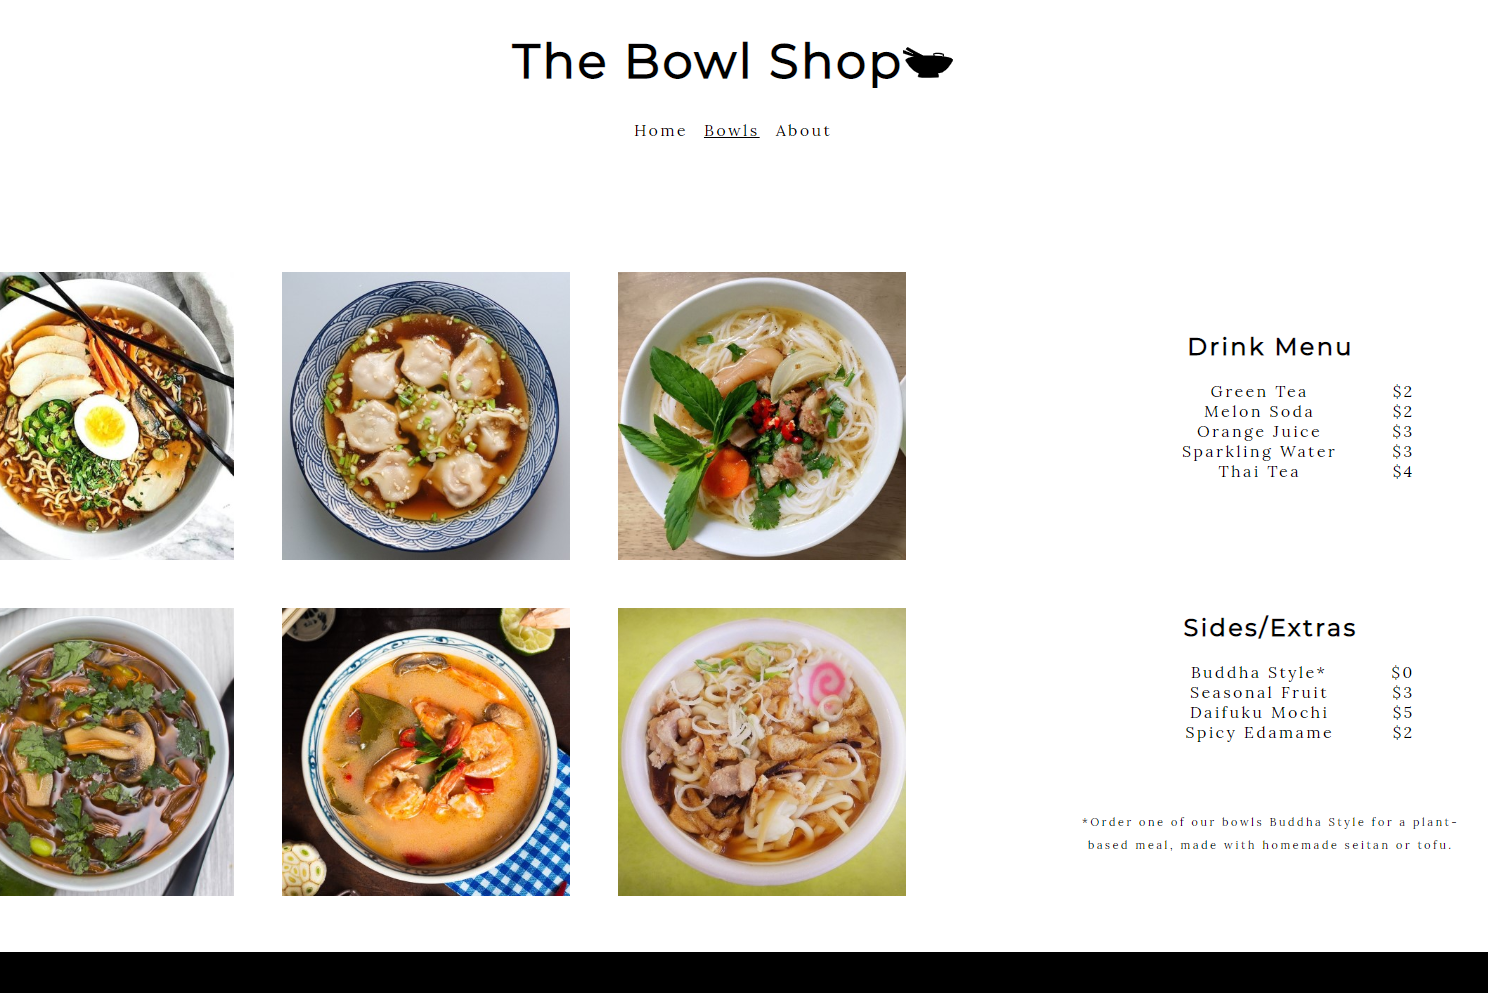 The Bowl Shop
Home Bowls About
Drink Menu
Green Tea $2
Melon Soda $2
Orange Juice $3
Sparkling Water $3
Thai Tea $4
Sides/Extras
Buddha Style* $0
Seasonal Fruit $3
Daifuku Mochi $5
Spicy Edamame $2
*Order one of our bowls Buddha Style for a plant-
based meal, made with homemade seitan or tofu.